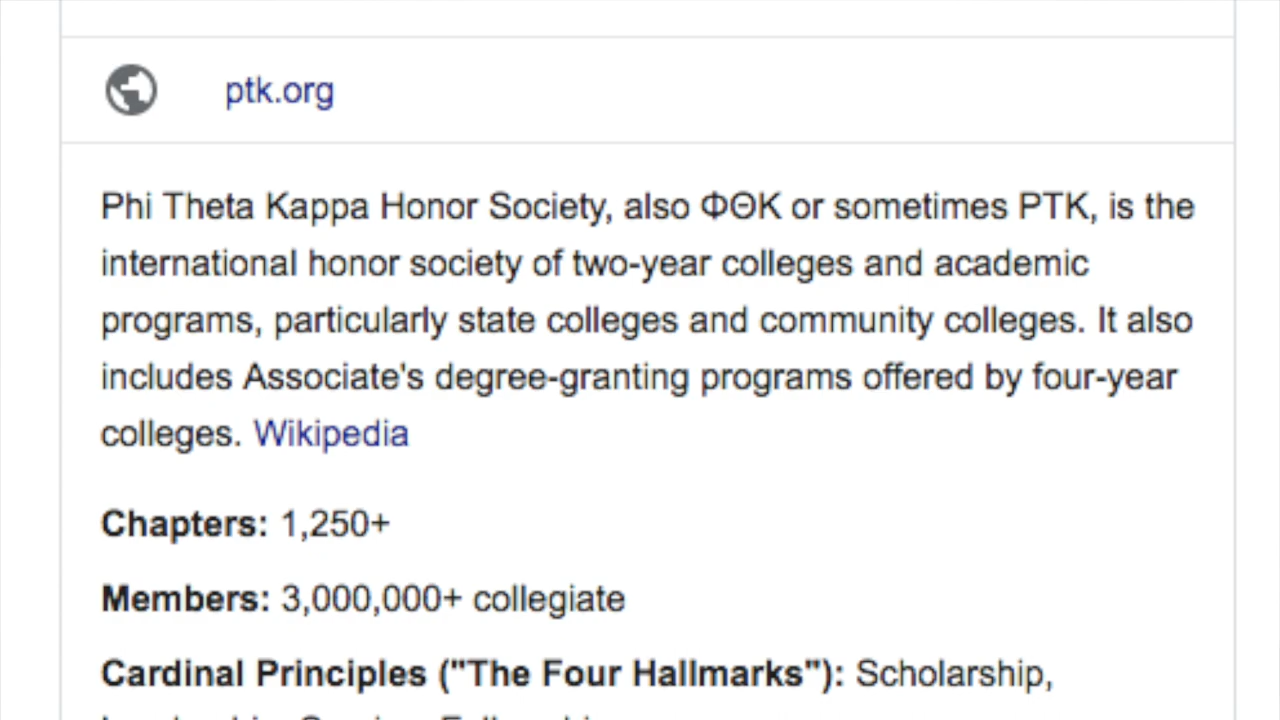 ptk.org
Phi Theta Kappa Honor Society, also ΦΘΚ or sometimes PTK, is the
international honor society of two-year colleges and academic
programs, particularly state colleges and community colleges. It also
includes Associate's degree-granting programs offered by four-year
colleges. Wikipedia
Chapters: 1,250+
Members: 3,000,000+ collegiate
Cardinal Principles ("The Four Hallmarks"): Scholarship,